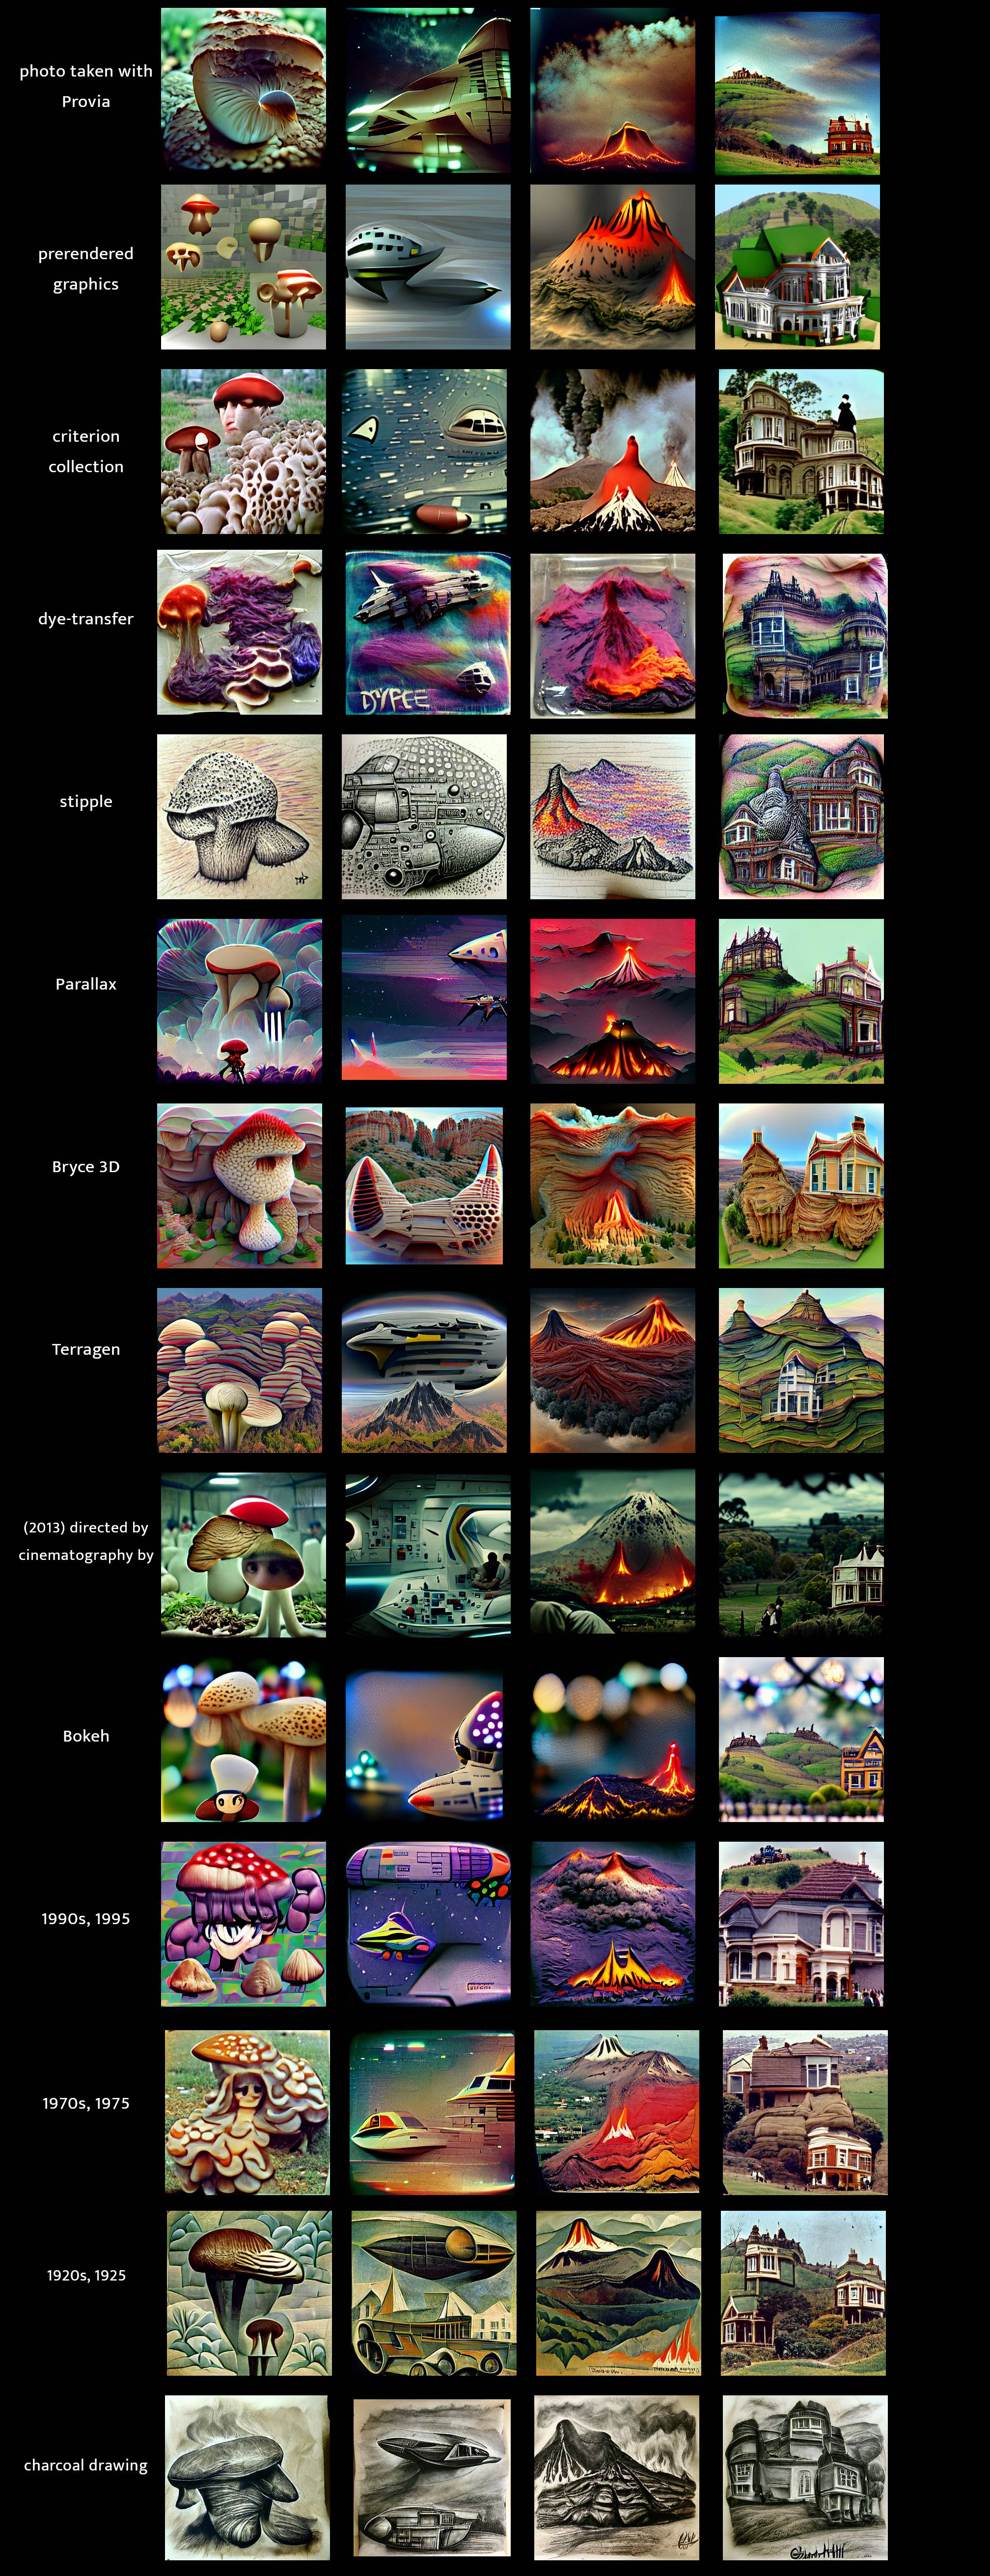 photo taken with
Provia
prerendered
graphics
criterion
collection
dye-transfer
stipple
Parallax
Bryce 3D
Terragen
(2013) directed by
cinematography by
Bokeh
1990s, 1995
1970s, 1975
1920s, 1925
charcoal drawing